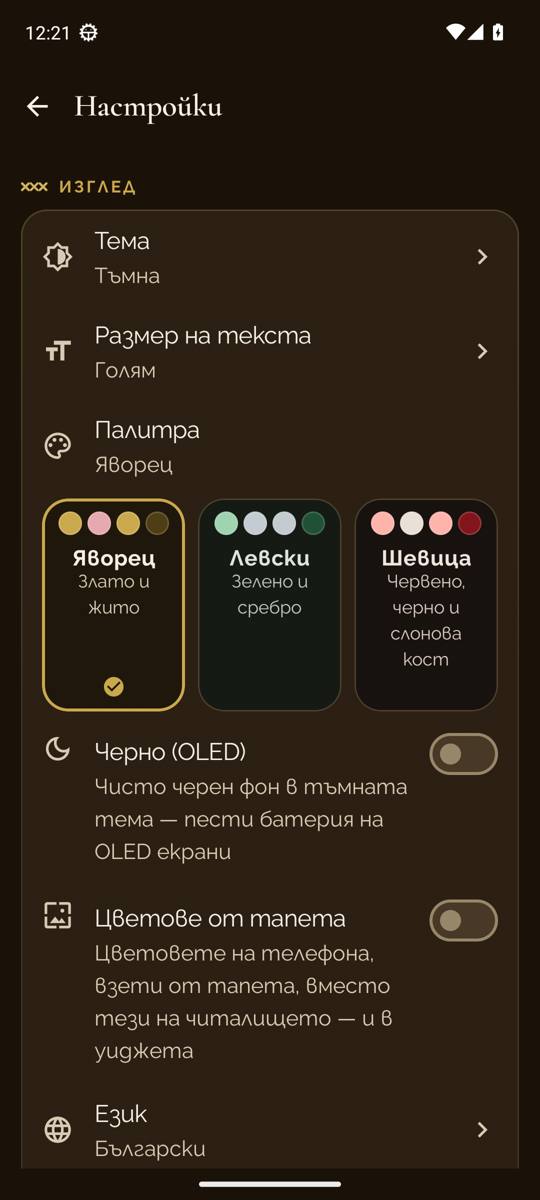 12:21
Настройки
ИЗГЛЕД
Тема
Тъмна
Размер на текста
Голям
Палитра
Яворец
Яворец
Злато и
жито
Левски
Зелено и
сребро
Шевица
Червено,
черно и
слонова
кост
Черно (OLED)
Чисто черен фон в тъмната
тема — пести батерия на
OLED екрани
Цветове от тапета
Цветовете на телефона,
взети от тапета, вместо
тези на читалището — и в
уиджета
Език
Български